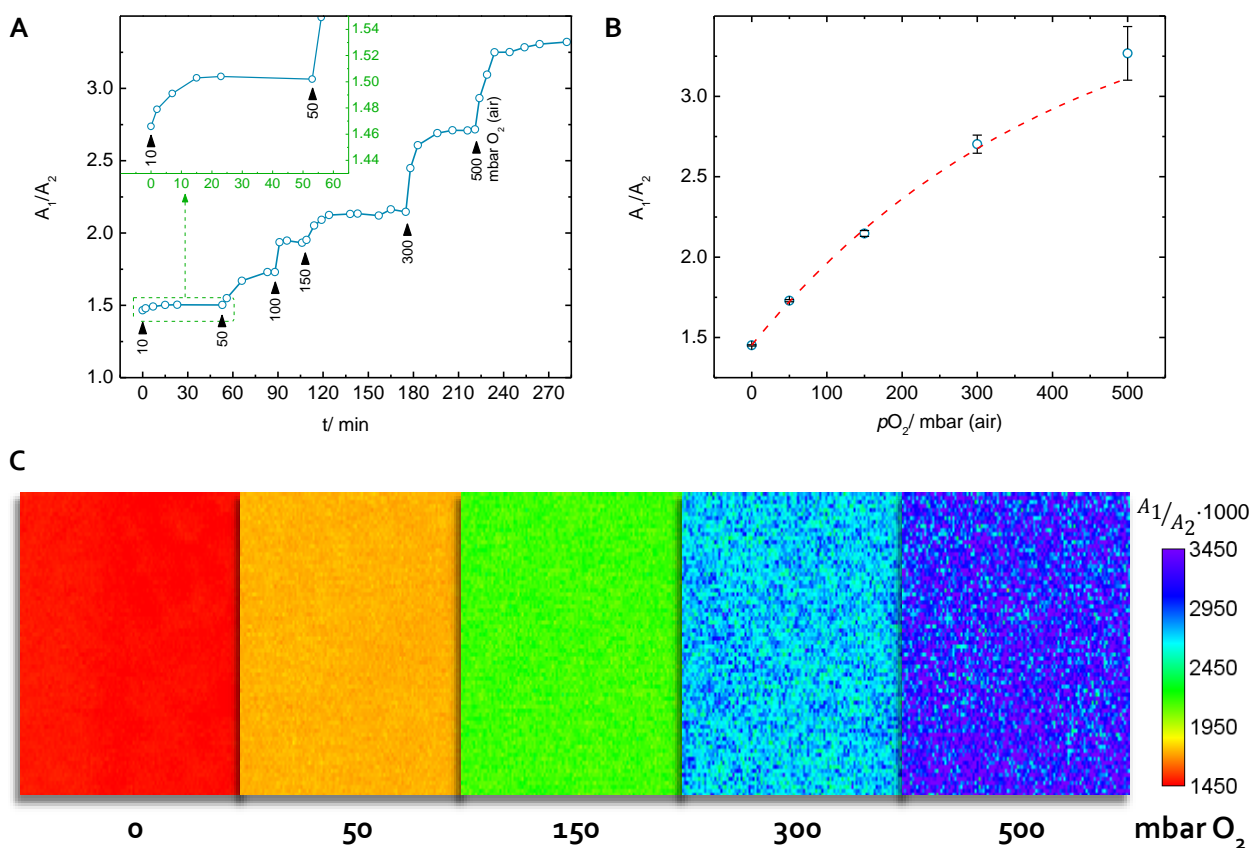 A
A₁/A₂
3.0
2.5
2.0
1.5
1.0
0 30 60 90 120 150 180 210 240 270
t/ min
10
50
100
150
300
500
mbar O₂ (air)
10
50
1.54
1.52
1.50
1.48
1.46
1.44
0 10 20 30 40 50 60
B
A₁/A₂
3.0
2.5
2.0
1.5
0 100 200 300 400 500
pO₂/ mbar (air)
C
A₁/A₂·1000
3450
2950
2450
1950
1450
0 50 150 300 500 mbar O₂